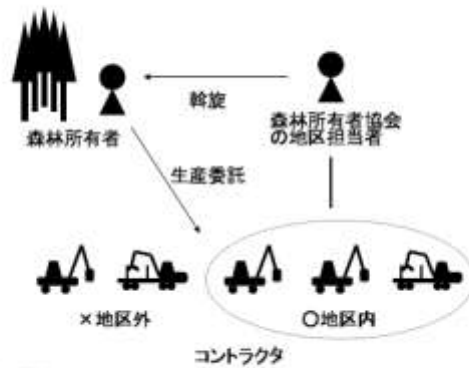 斡旋
森林所有者
森林所有者協会
の地区担当者
生産委託
×地区外
〇地区内
コントラクタ